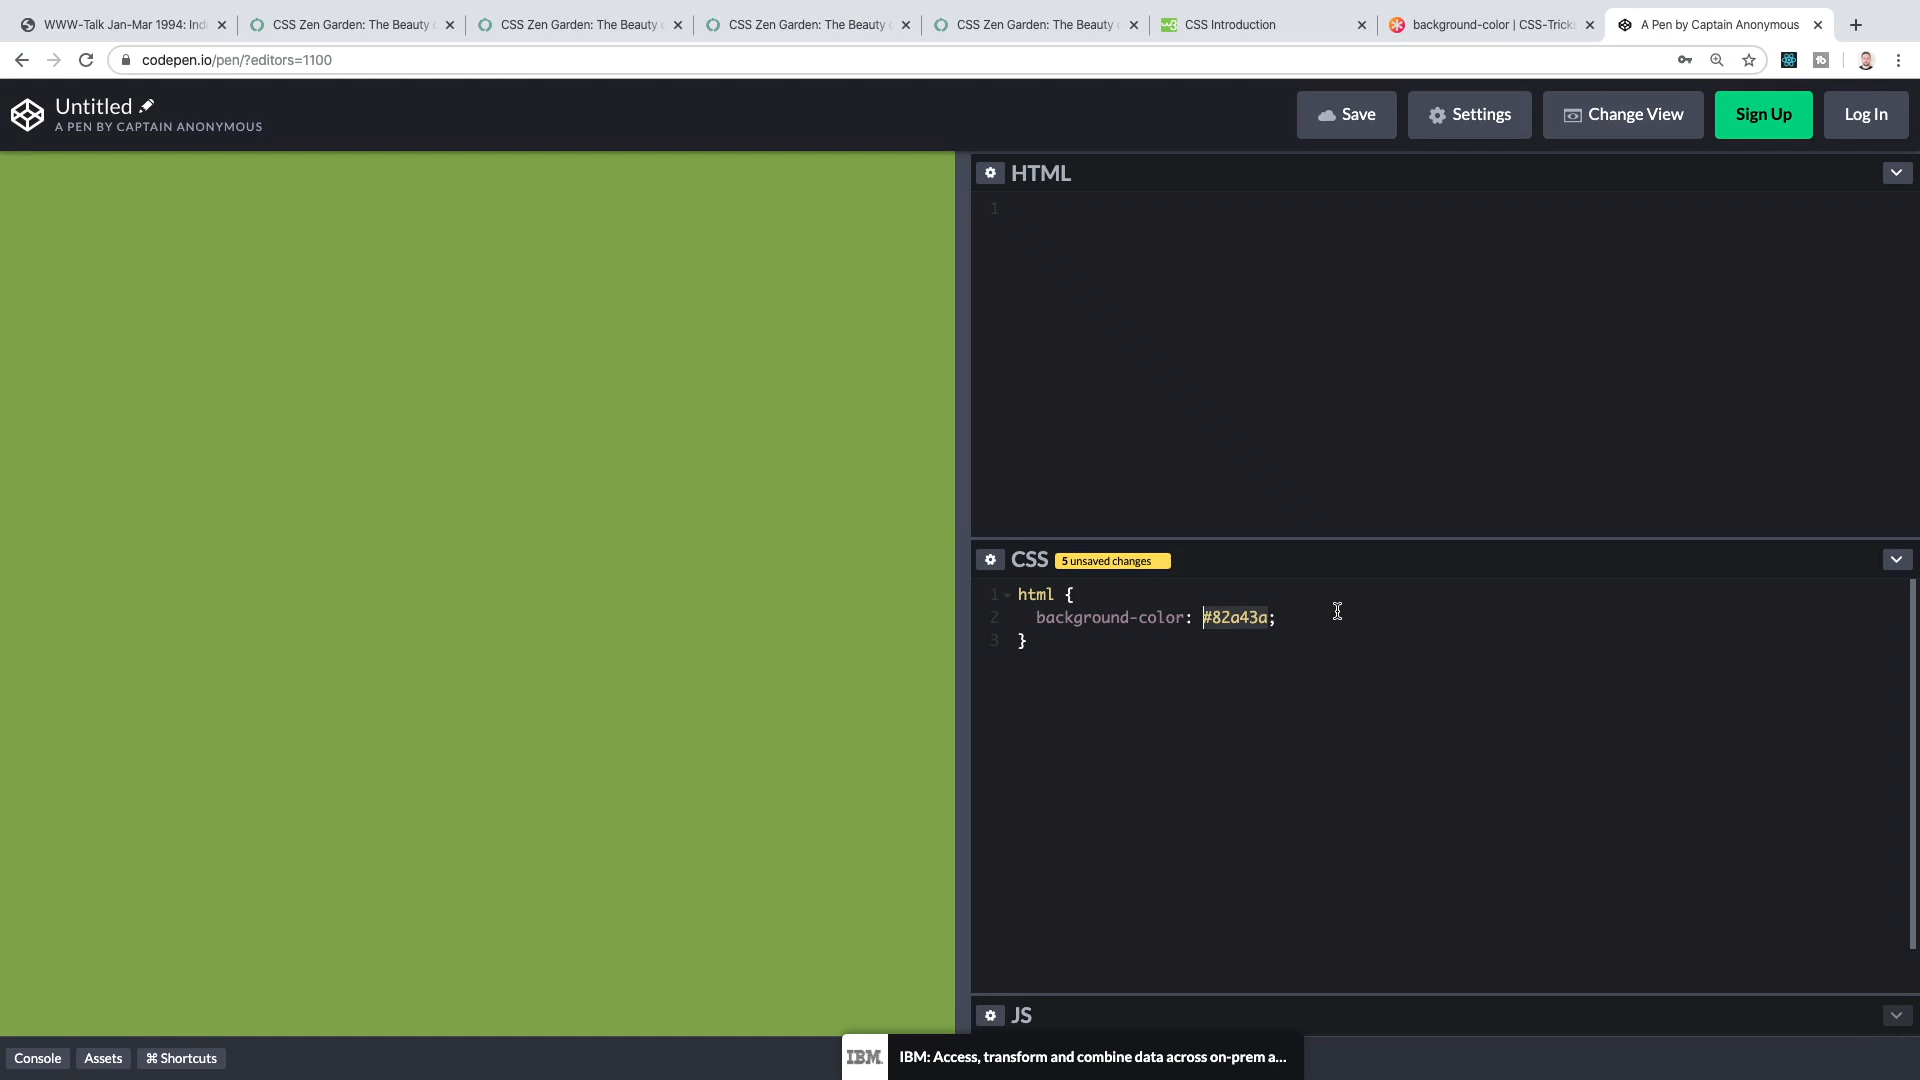 WWW-Talk Jan-Mar 1994: Ind
CSS Zen Garden: The Beauty
CSS Zen Garden: The Beauty
CSS Zen Garden: The Beauty
CSS Zen Garden: The Beauty
CSS Introduction
background-color | CSS-Tricks
A Pen by Captain Anonymous
codepen.io/pen/?editors=1100
Untitled
A PEN BY CAPTAIN ANONYMOUS
Save
Settings
Change View
Sign Up
Log In
HTML
1
CSS 5 unsaved changes
1 html {
2 background-color: #82a43a;
3 }
JS
Console
Assets
⌘ Shortcuts
IBM
IBM: Access, transform and combine data across on-prem a...